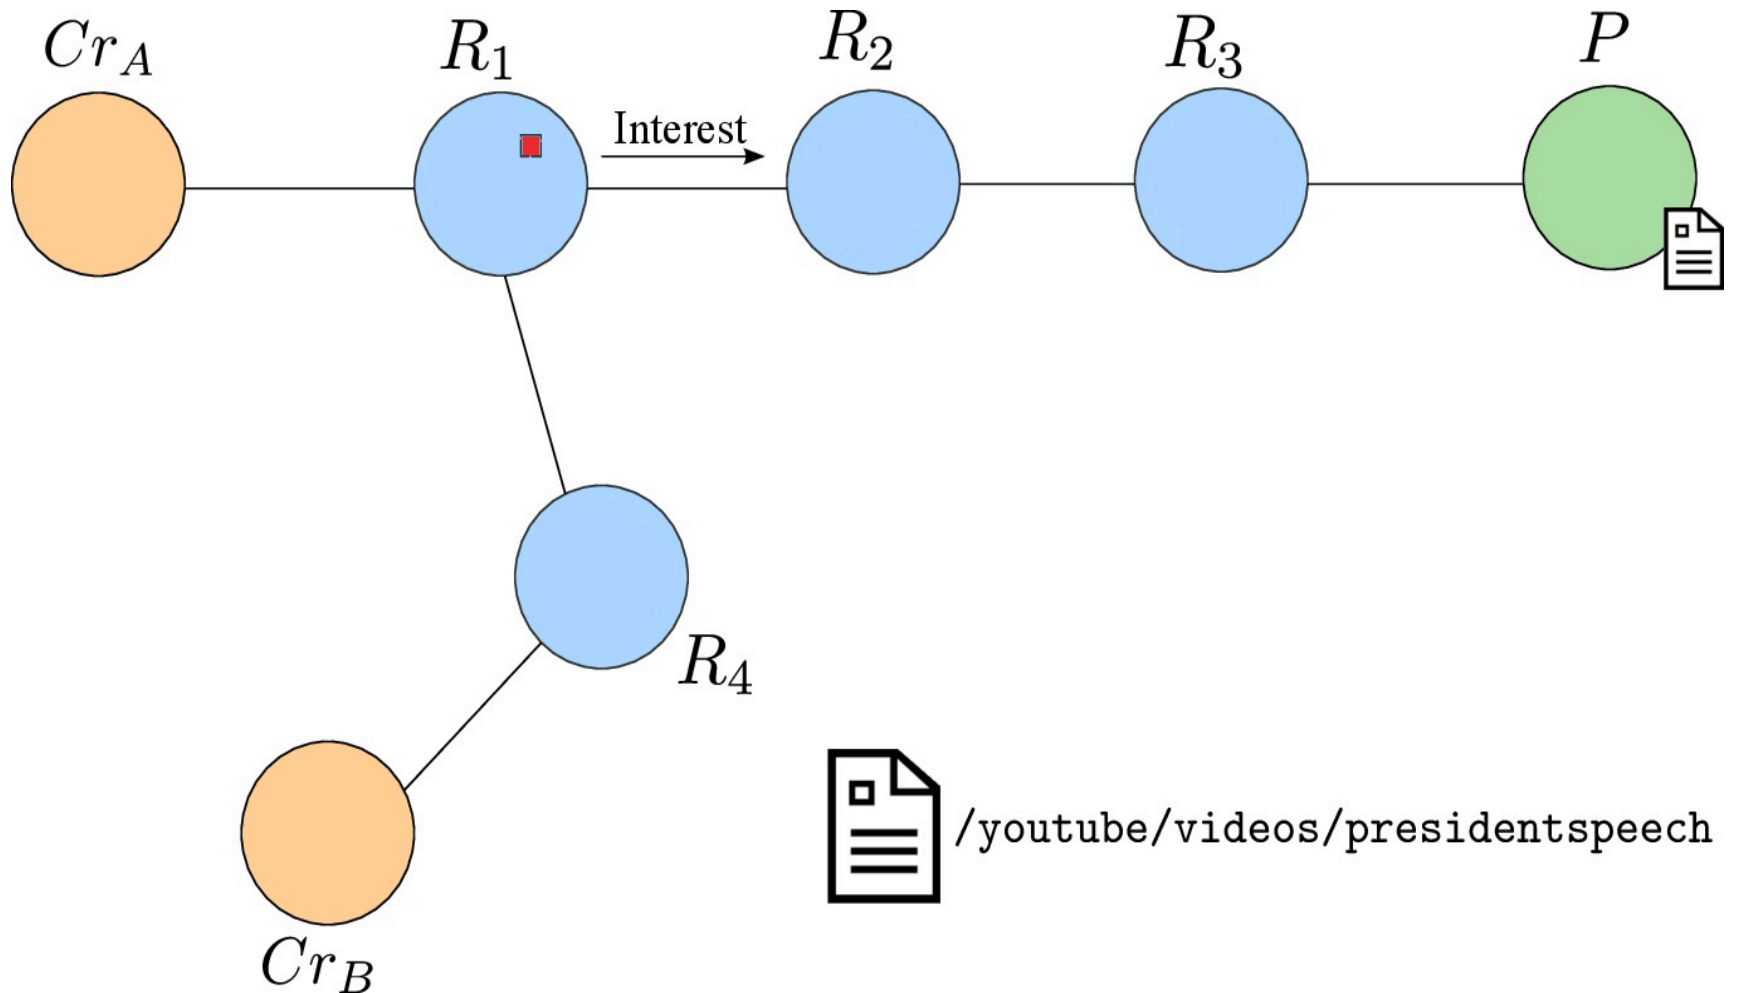 Cr_A
R_1
R_2
R_3
P
Interest
R_4
/youtube/videos/presidentspeech
Cr_B